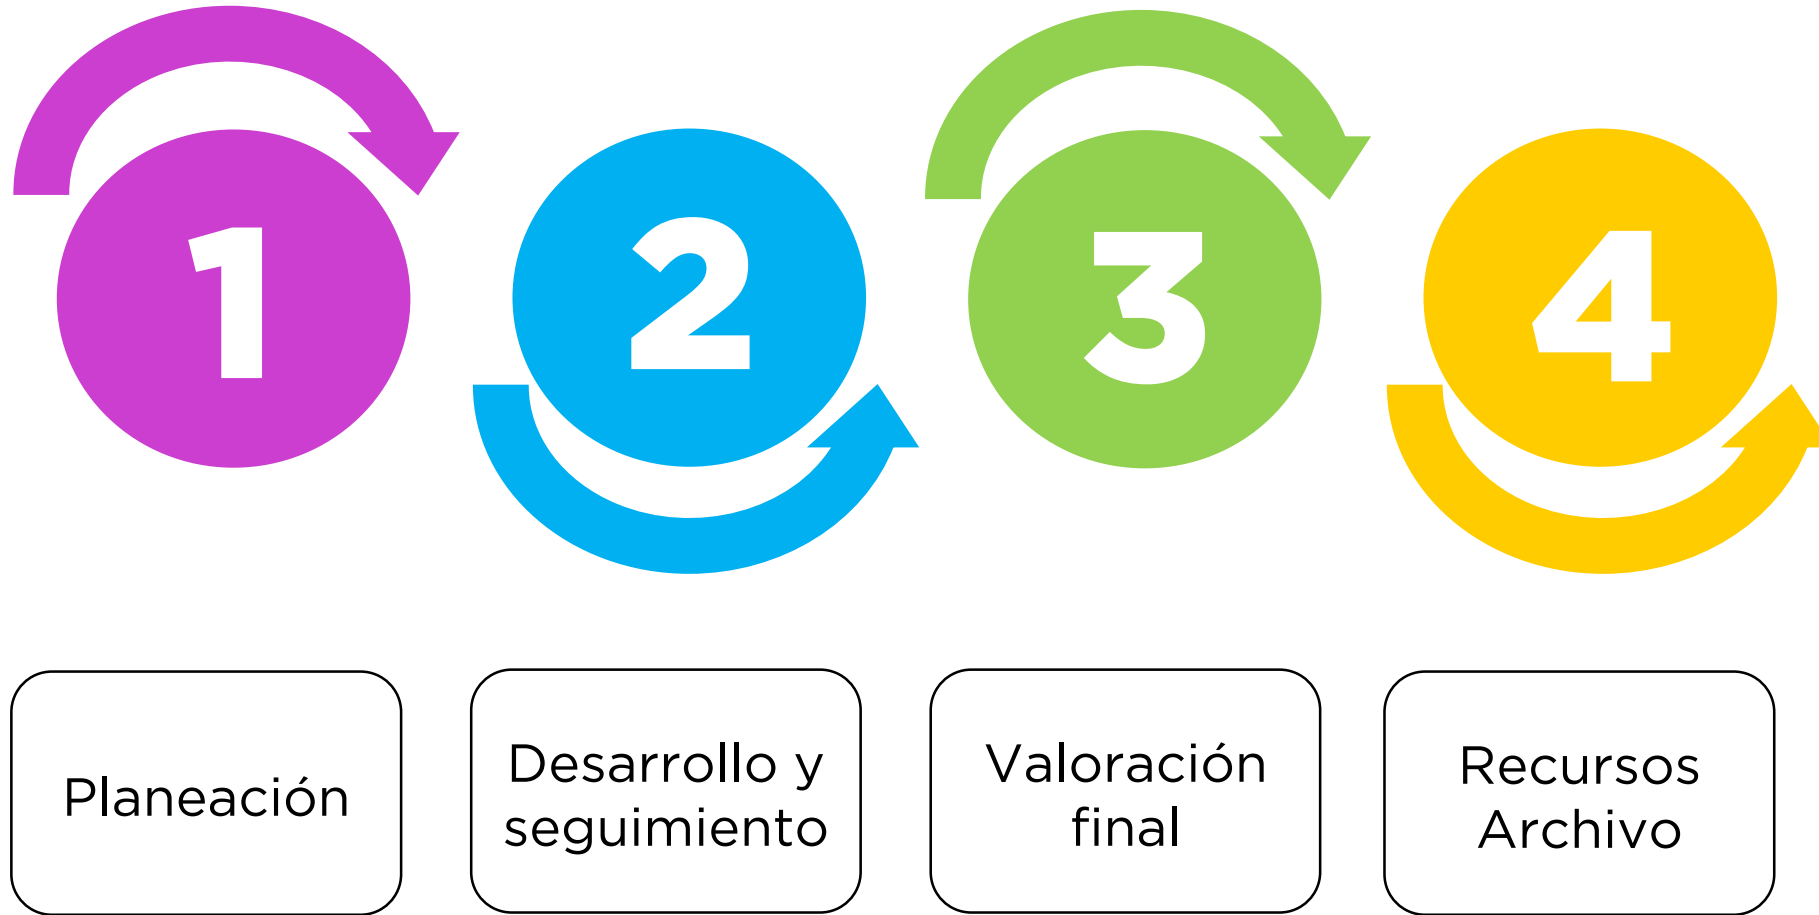 1
2
3
4
Planeación
Desarrollo y
seguimiento
Valoración
final
Recursos
Archivo